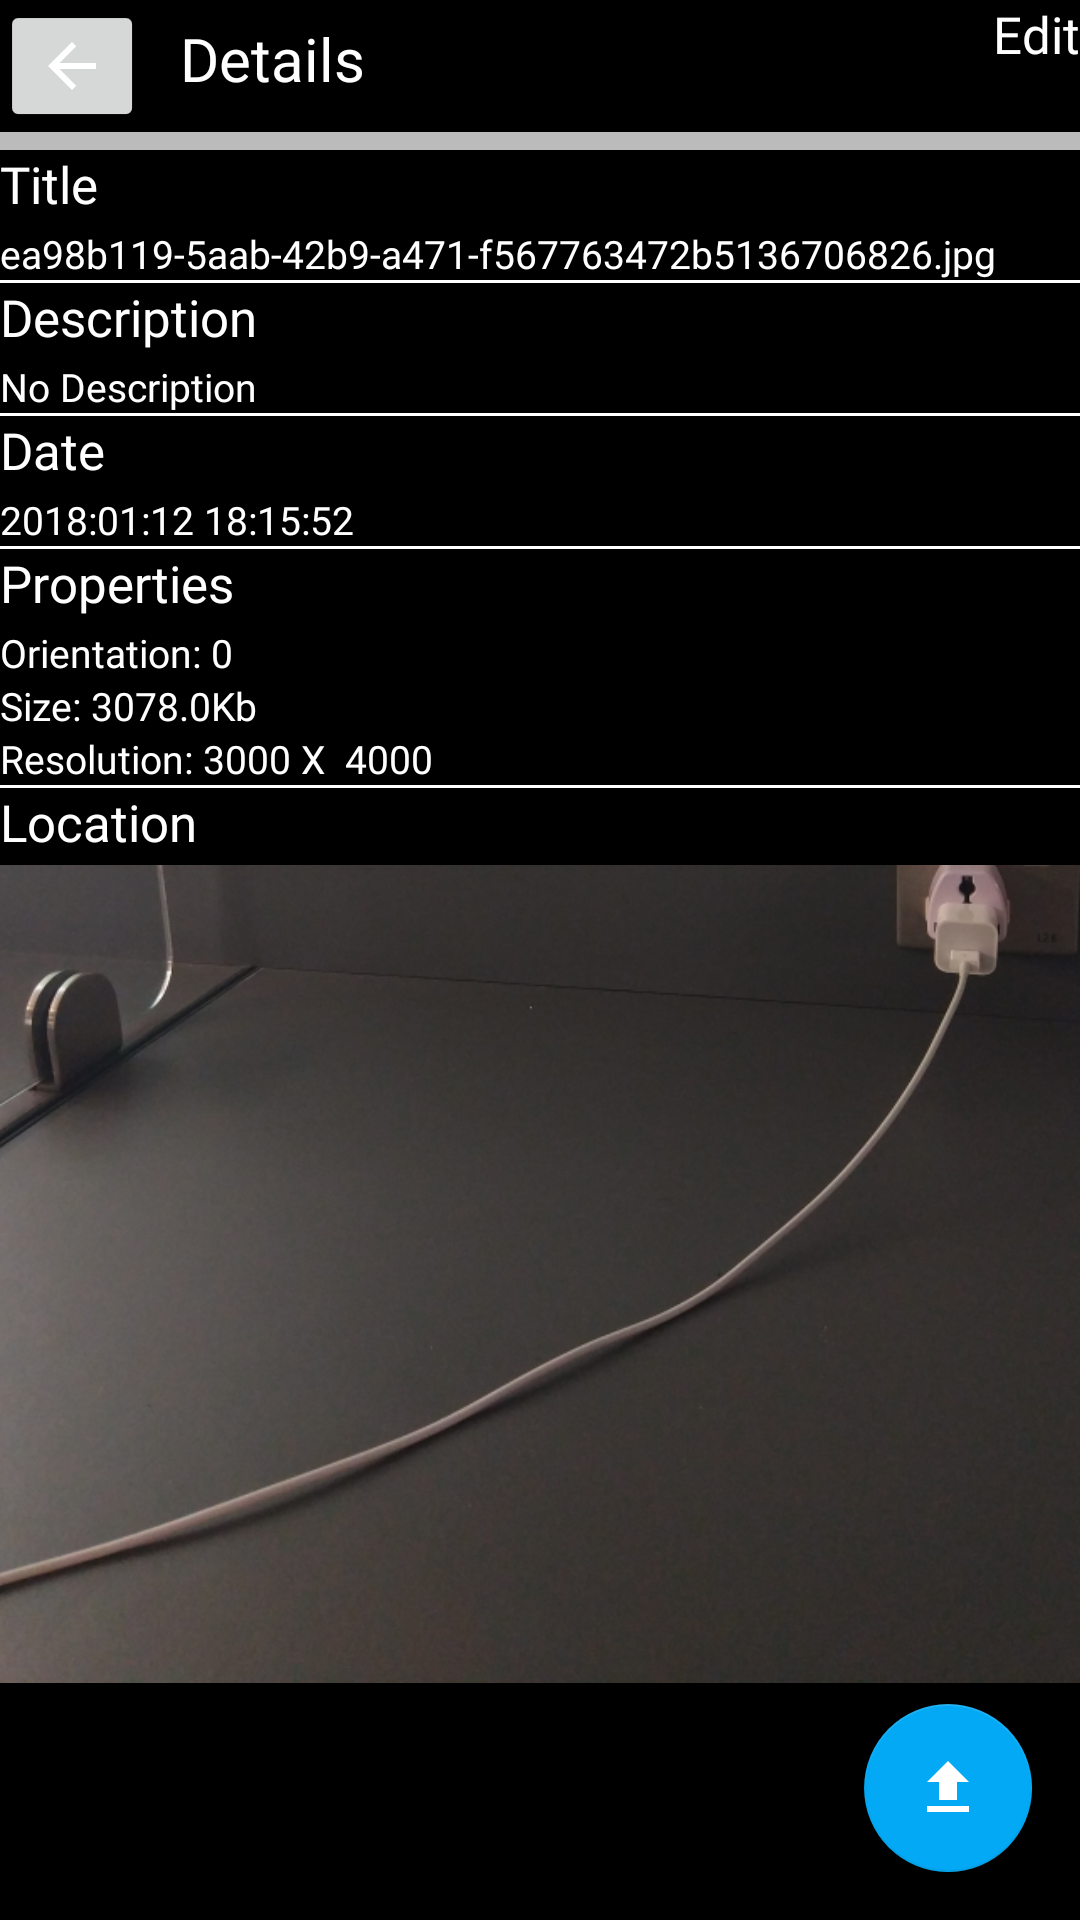 Details
Edit
Title
ea98b119-5aab-42b9-a471-f567763472b5136706826.jpg
Description
No Description
Date
2018:01:12 18:15:52
Properties
Orientation: 0
Size: 3078.0Kb
Resolution: 3000 X  4000
Location